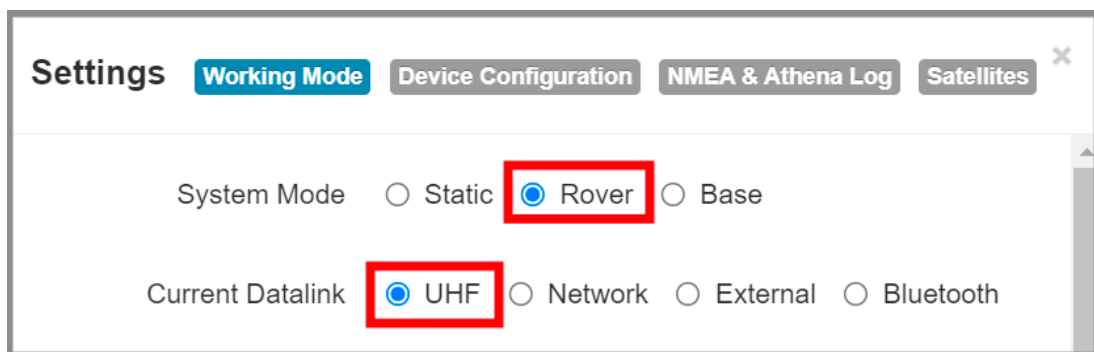 Settings Working Mode Device Configuration NMEA & Athena Log Satellites ×
System Mode Static Rover Base
Current Datalink UHF Network External Bluetooth